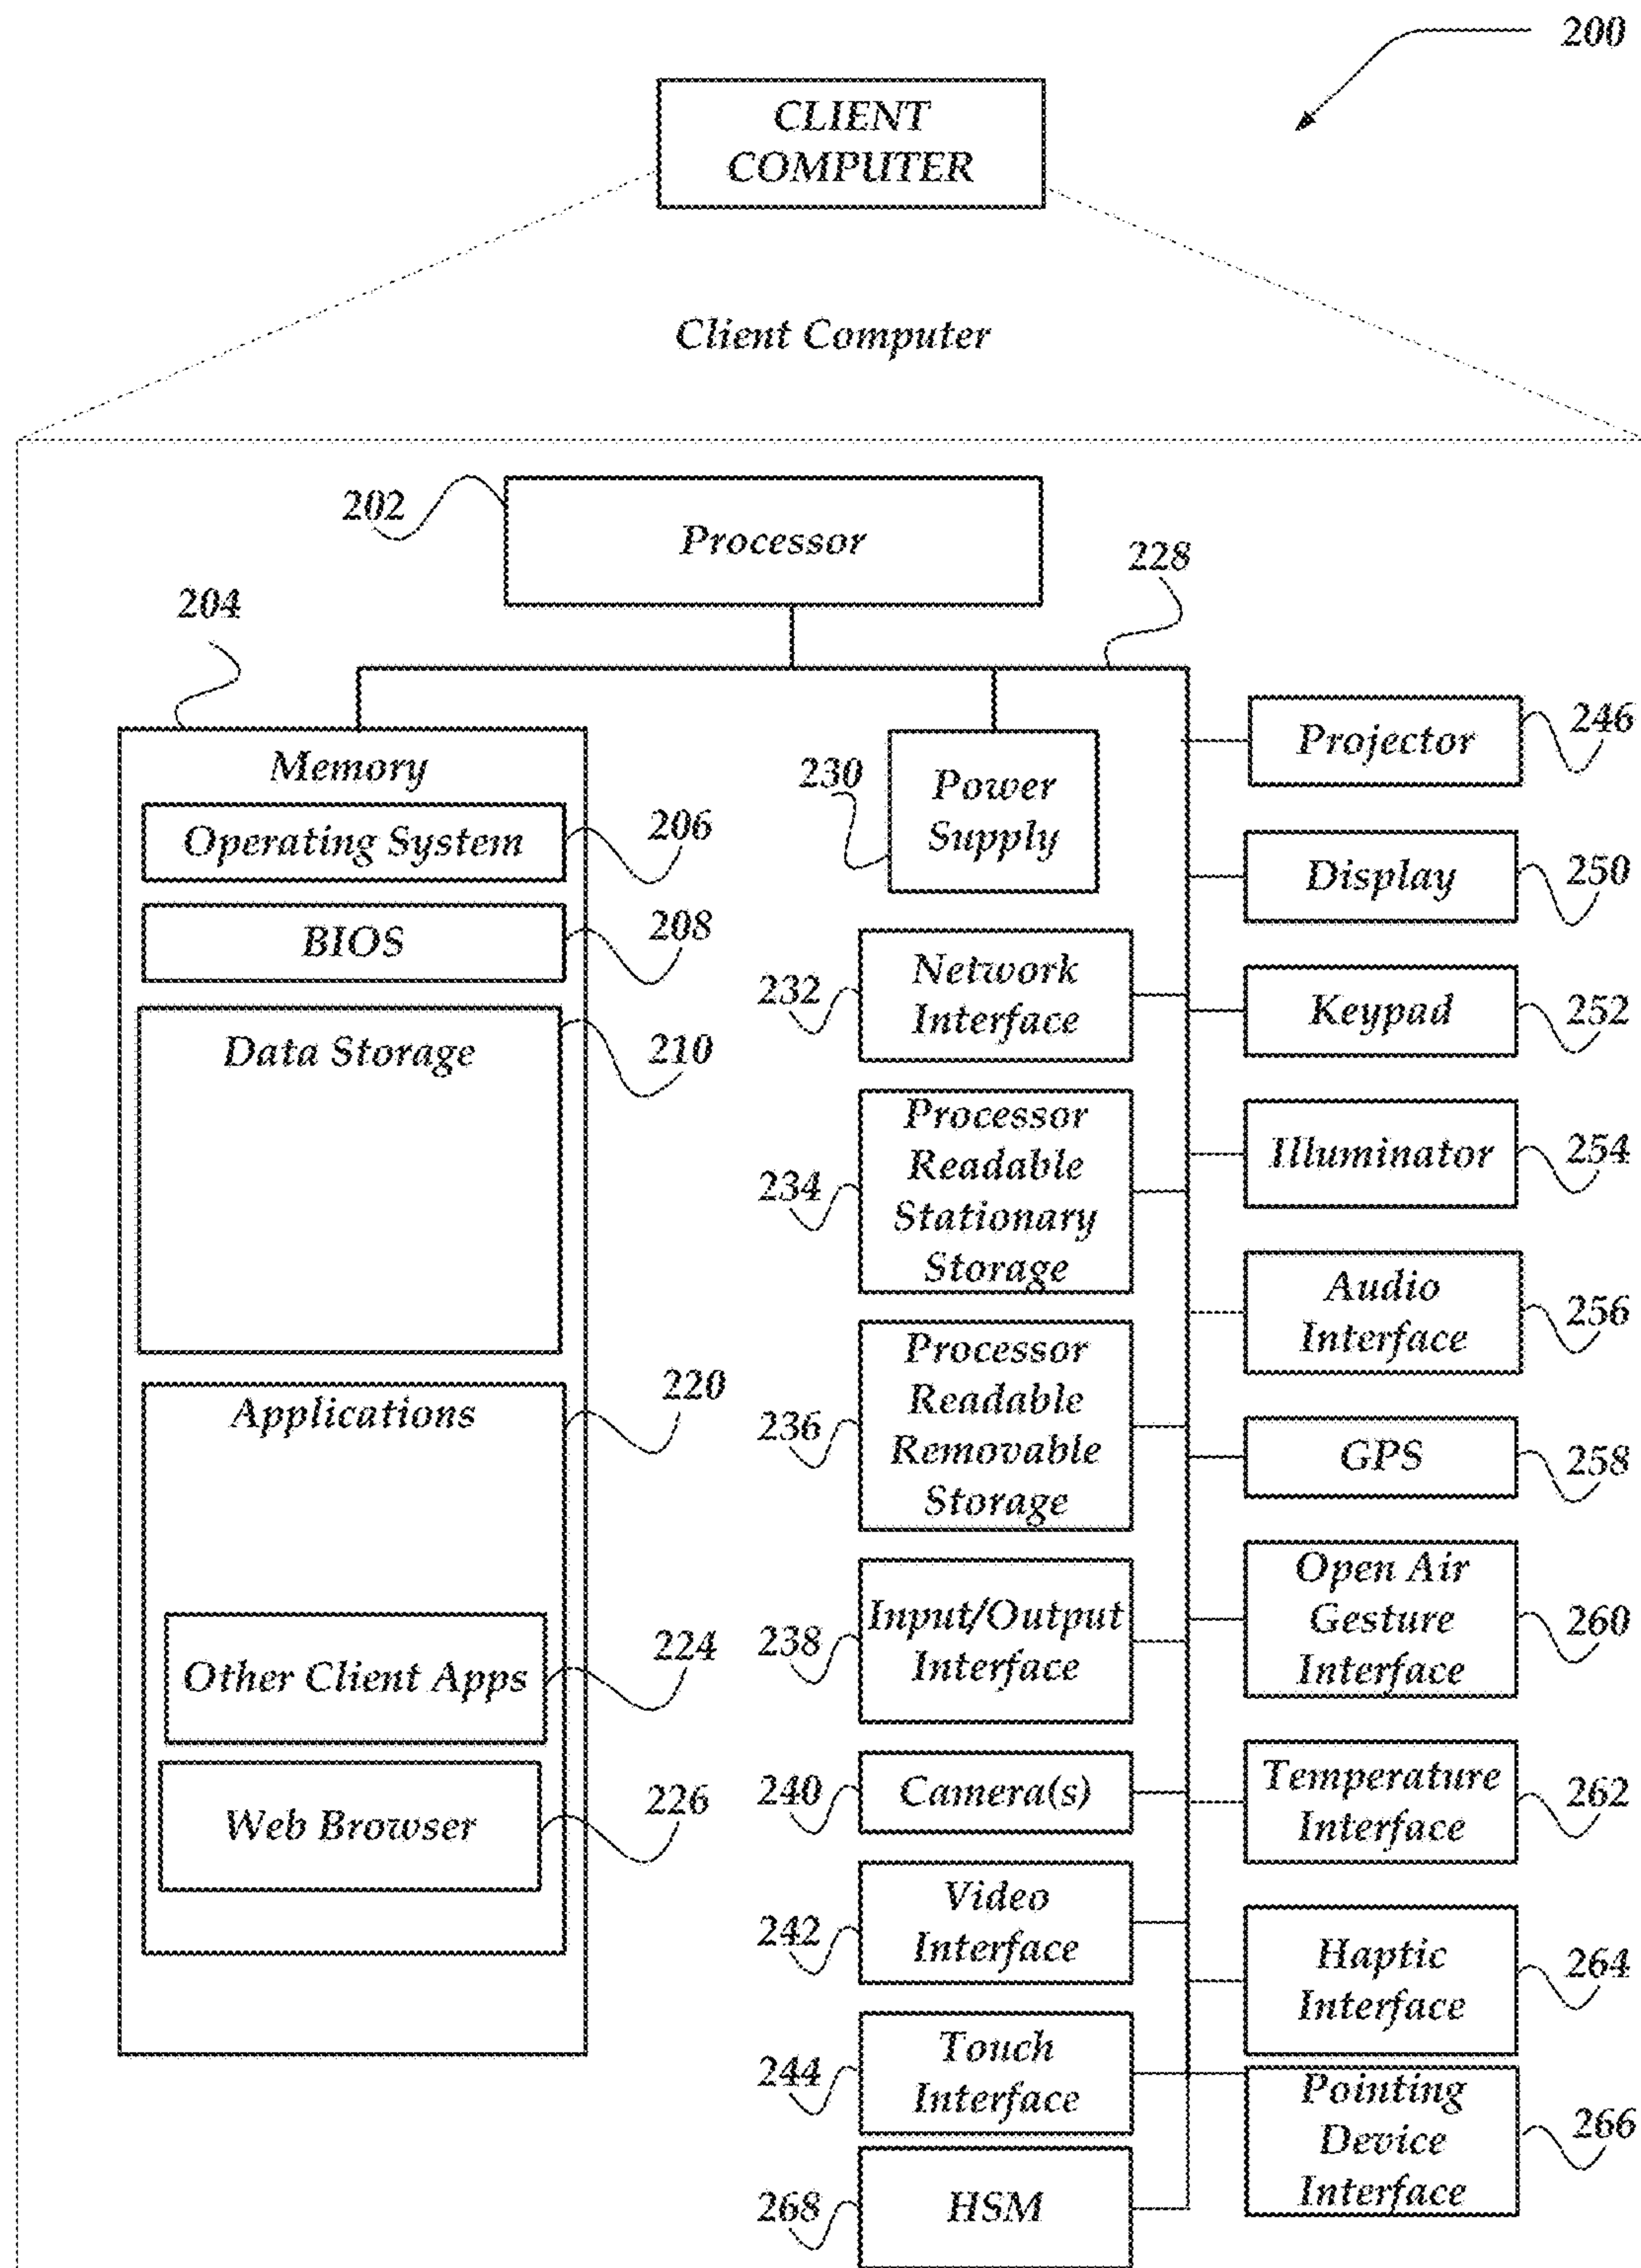 200
CLIENT
COMPUTER
Client Computer
202
Processor
228
204
Memory
Operating System
206
BIOS
208
Data Storage
210
Applications
220
Other Client Apps
224
Web Browser
226
230
Power
Supply
232
Network
Interface
234
Processor
Readable
Stationary
Storage
236
Processor
Readable
Removable
Storage
238
Input/Output
Interface
240
Camera(s)
242
Video
Interface
244
Touch
Interface
268
HSM
Projector
246
Display
250
Keypad
252
Illuminator
254
Audio
Interface
256
GPS
258
Open Air
Gesture
Interface
260
Temperature
Interface
262
Haptic
Interface
264
Pointing
Device
Interface
266